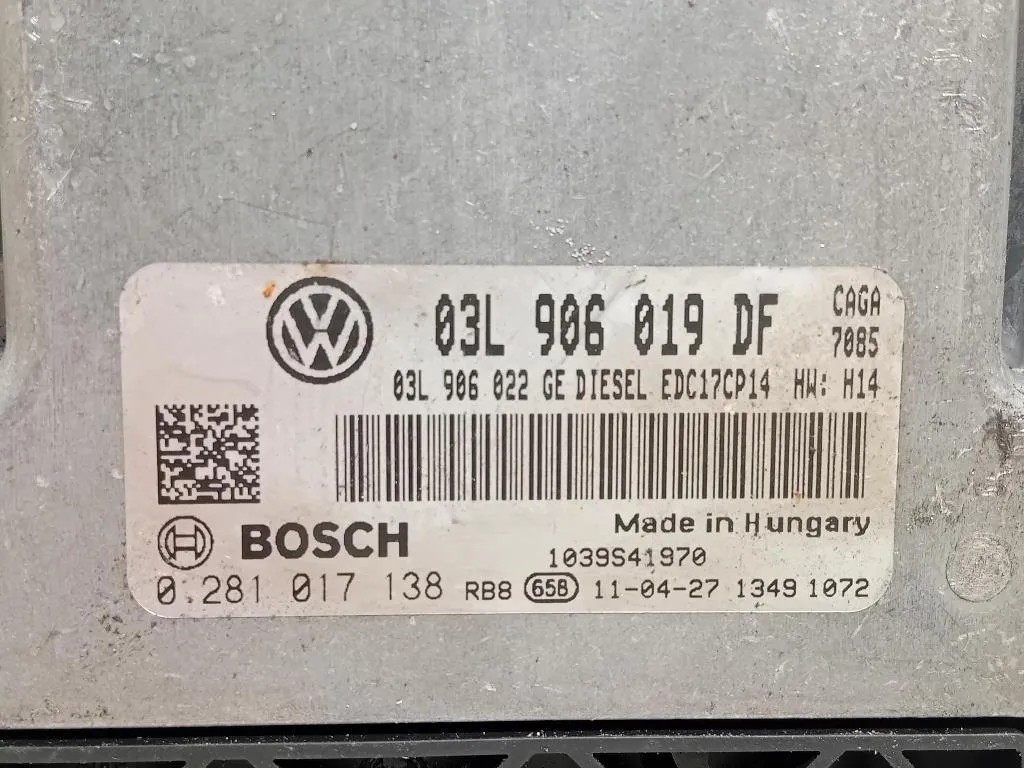 03L 906 019 DF
CAGA
7085
03L 906 022 GE DIESEL EDC17CP14 HW: H14
BOSCH
Made in Hungary
1039S41970
0 281 017 138 RB8 65B 11-04-27 1349 1072